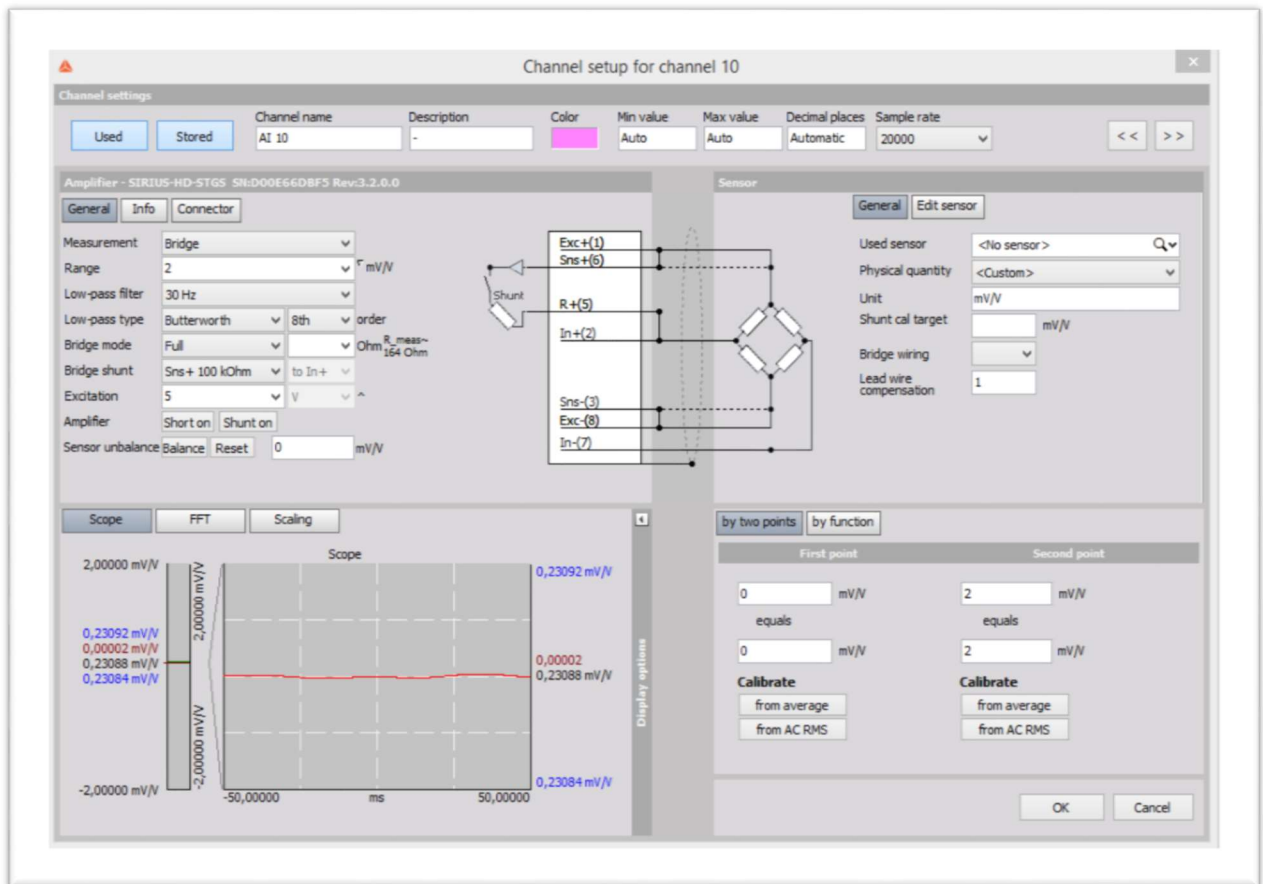 Channel setup for channel 10
Channel settings
Used
Stored
Channel name
AI 10
Description
-
Color
Min value
Auto
Max value
Auto
Decimal places
Automatic
Sample rate
20000
<<
>>
Amplifier - SIRIUS-HD-STGS SN:D00E66DBF5 Rev:3.2.0.0
General
Info
Connector
Measurement Bridge
Range 2 mV/V
Low-pass filter 30 Hz
Low-pass type Butterworth 8th order
Bridge mode Full Ohm R_meas~ 164 Ohm
Bridge shunt Sns+ 100 kOhm to In+
Excitation 5 V ^
Amplifier Short on Shunt on
Sensor unbalance Balance Reset 0 mV/V
Shunt
Exc+(1)
Sns+(6)
R+(5)
In+(2)
Sns-(3)
Exc-(8)
In-(7)
Sensor
General
Edit sensor
Used sensor <No sensor>
Physical quantity <Custom>
Unit mV/V
Shunt cal target mV/V
Bridge wiring
Lead wire
compensation 1
Scope
FFT
Scaling
Scope
2,00000 mV/V
0,23092 mV/V
0,00002 mV/V
0,23088 mV/V
0,23084 mV/V
-2,00000 mV/V
2,00000 mV/V
-2,00000 mV/V
0,23092 mV/V
0,00002
0,23088 mV/V
0,23084 mV/V
-50,00000 ms 50,00000
Display options
by two points
by function
First point
Second point
0 mV/V
2 mV/V
equals
equals
0 mV/V
2 mV/V
Calibrate
Calibrate
from average
from average
from AC RMS
from AC RMS
OK
Cancel